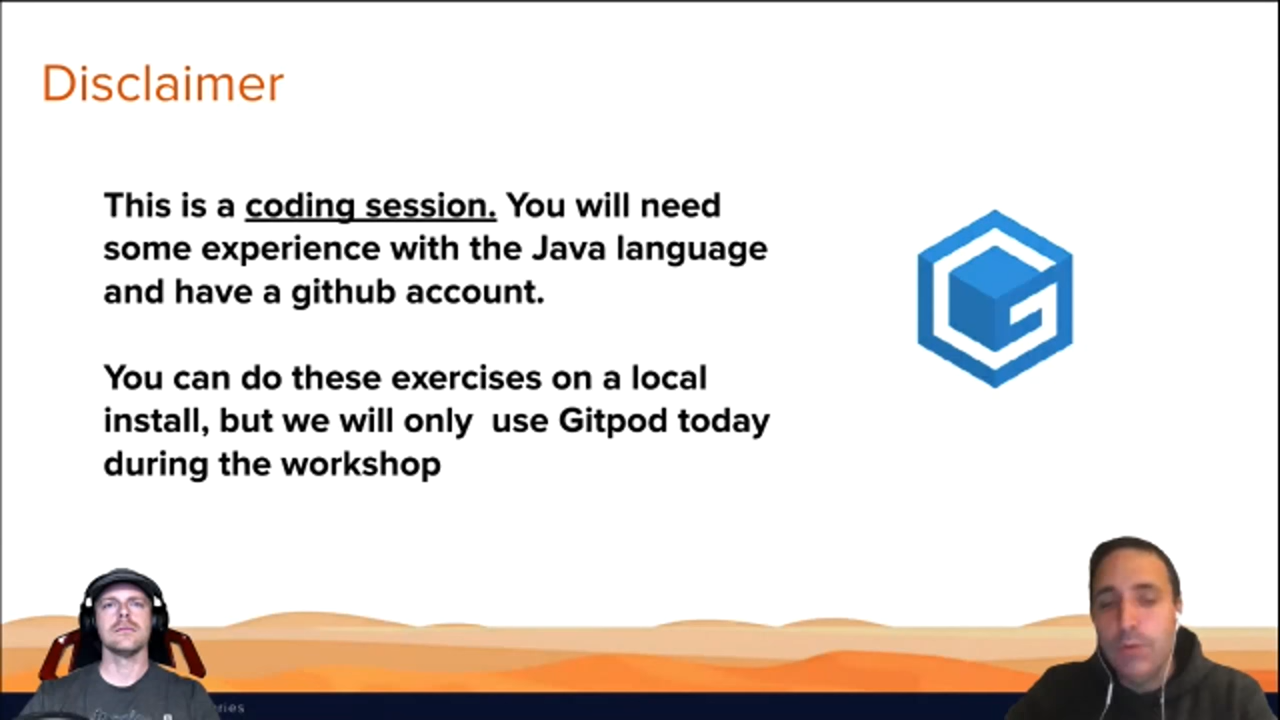 Disclaimer
This is a coding session. You will need
some experience with the Java language
and have a github account.
You can do these exercises on a local
install, but we will only  use Gitpod today
during the workshop